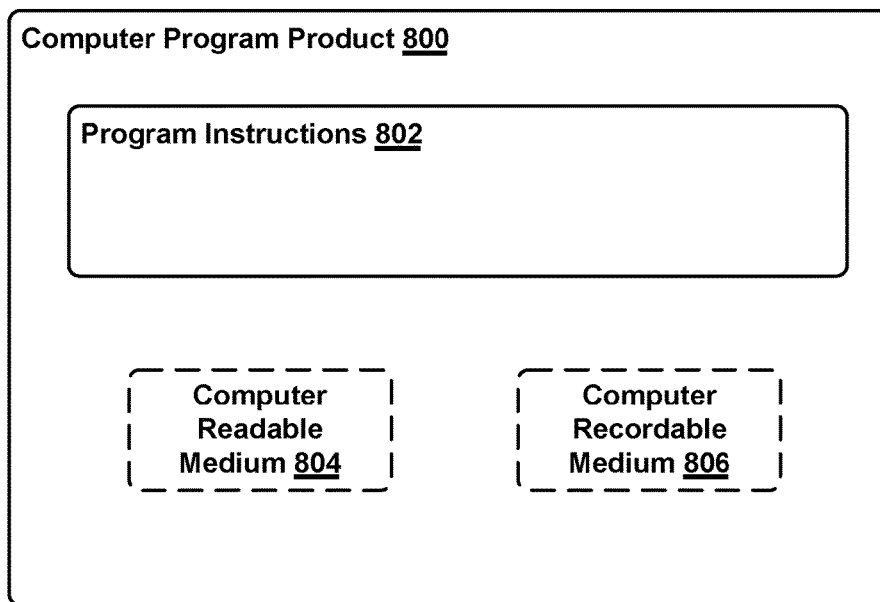 Computer Program Product 800
Program Instructions 802
Computer
Readable
Medium 804
Computer
Recordable
Medium 806